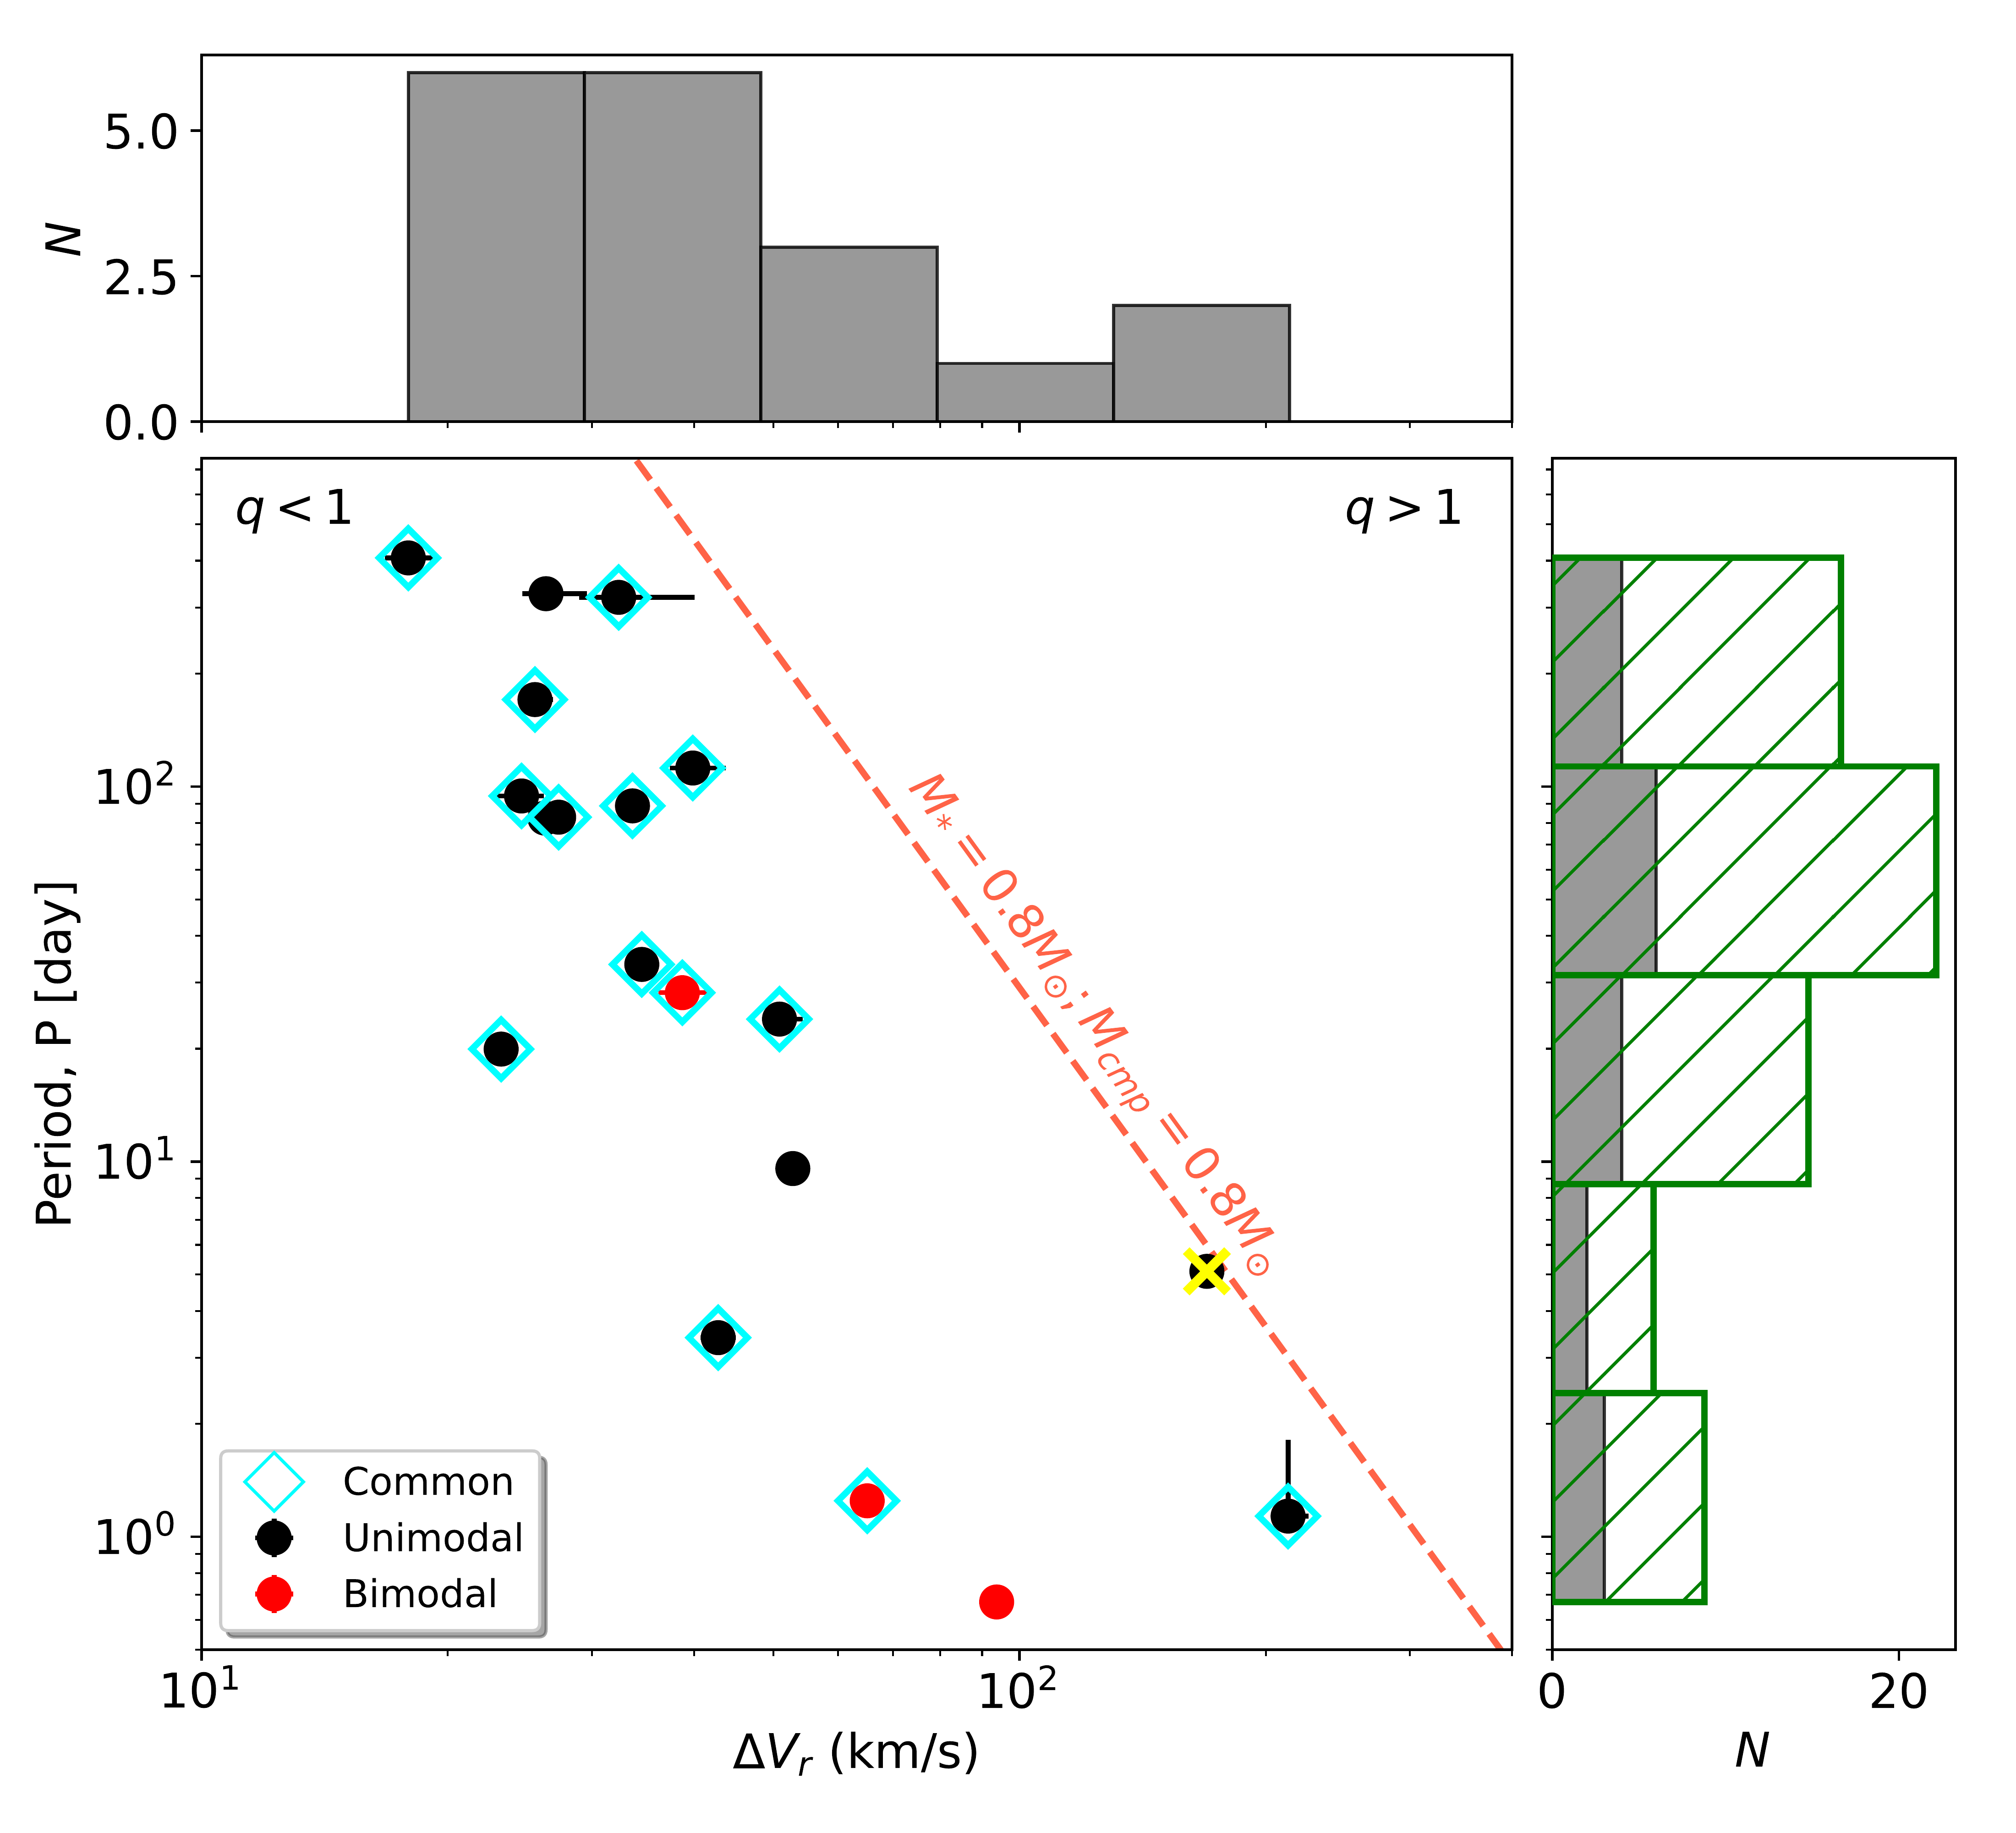 N
5.0
2.5
0.0
q < 1
q > 1
M* = 0.8M⊙; Mcmp = 0.8M⊙
Period, P [day]
10²
10¹
10⁰
Common
Unimodal
Bimodal
10¹
10²
ΔVr (km/s)
0
20
N